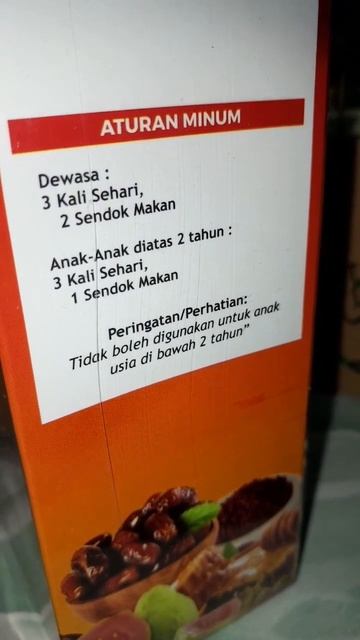 ATURAN MINUM
Dewasa :
3 Kali Sehari,
2 Sendok Makan
Anak-Anak diatas 2 tahun :
3 Kali Sehari,
1 Sendok Makan
Peringatan/Perhatian:
Tidak boleh digunakan untuk anak
usia di bawah 2 tahun”